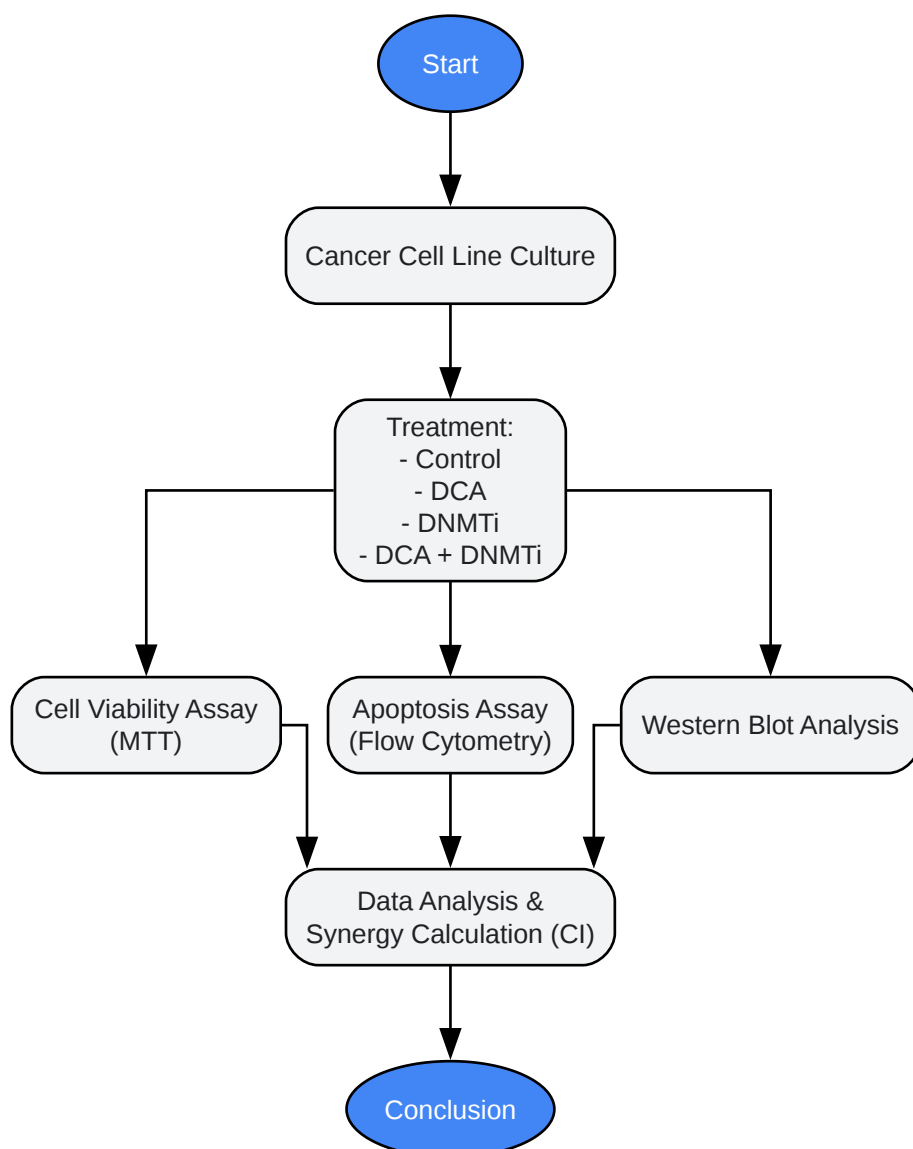 Start
Cancer Cell Line Culture
Treatment:
- Control
- DCA
- DNMTi
- DCA + DNMTi
Cell Viability Assay
(MTT)
Apoptosis Assay
(Flow Cytometry)
Western Blot Analysis
Data Analysis &
Synergy Calculation (CI)
Conclusion